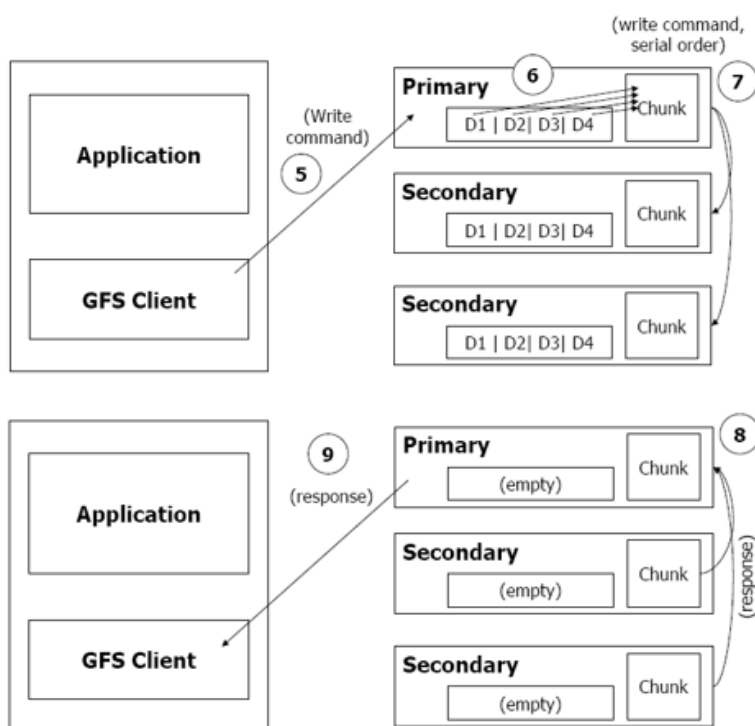 (write command,
serial order)
6
7
Primary
D1 | D2| D3| D4
Chunk
(Write
command)
5
Application
GFS Client
Secondary
D1 | D2| D3| D4
Chunk
Secondary
D1 | D2| D3| D4
Chunk
9
(response)
Application
GFS Client
8
Primary
(empty)
Chunk
Secondary
(empty)
Chunk
(response)
Secondary
(empty)
Chunk